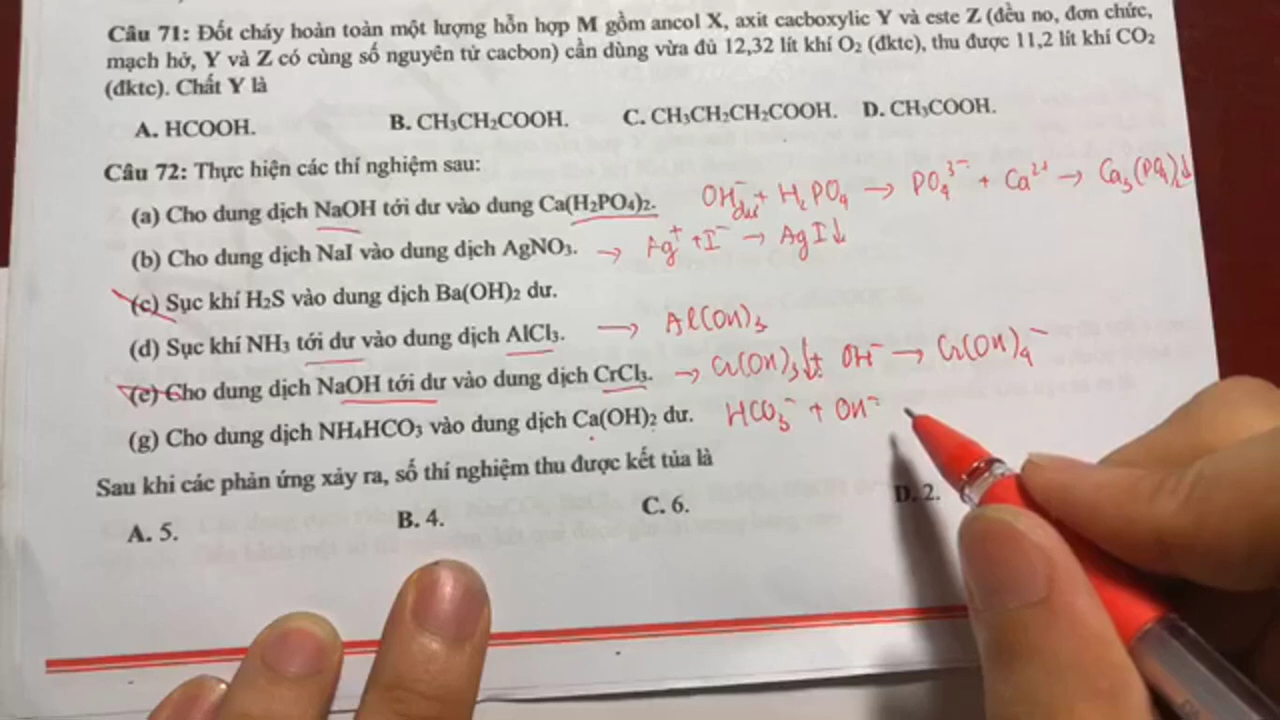 Câu 71: Đốt cháy hoàn toàn một lượng hỗn hợp M gồm ancol X, axit cacboxylic Y và este Z (đều no, đơn chức,
mạch hở, Y và Z có cùng số nguyên tử cacbon) cần dùng vừa đủ 12,32 lít khí O₂ (đktc), thu được 11,2 lít khí CO₂
(đktc). Chất Y là
A. HCOOH. B. CH₃CH₂COOH. C. CH₃CH₂CH₂COOH. D. CH₃COOH.
Câu 72: Thực hiện các thí nghiệm sau:
(a) Cho dung dịch NaOH tới dư vào dung Ca(H₂PO₄)₂. OH⁻dư + H₂PO₄⁻ → PO₄³⁻ + Ca²⁺ → Ca₃(PO₄)₂↓
(b) Cho dung dịch NaI vào dung dịch AgNO₃. → Ag⁺ + I⁻ → AgI↓
(c) Sục khí H₂S vào dung dịch Ba(OH)₂ dư.
(d) Sục khí NH₃ tới dư vào dung dịch AlCl₃. → Al(OH)₃
(e) Cho dung dịch NaOH tới dư vào dung dịch CrCl₃. → Cr(OH)₃↓ + OH⁻ → Cr(OH)₄⁻
(g) Cho dung dịch NH₄HCO₃ vào dung dịch Ca(OH)₂ dư. HCO₃⁻ + OH⁻
Sau khi các phản ứng xảy ra, số thí nghiệm thu được kết tủa là
A. 5. B. 4. C. 6. D. 2.